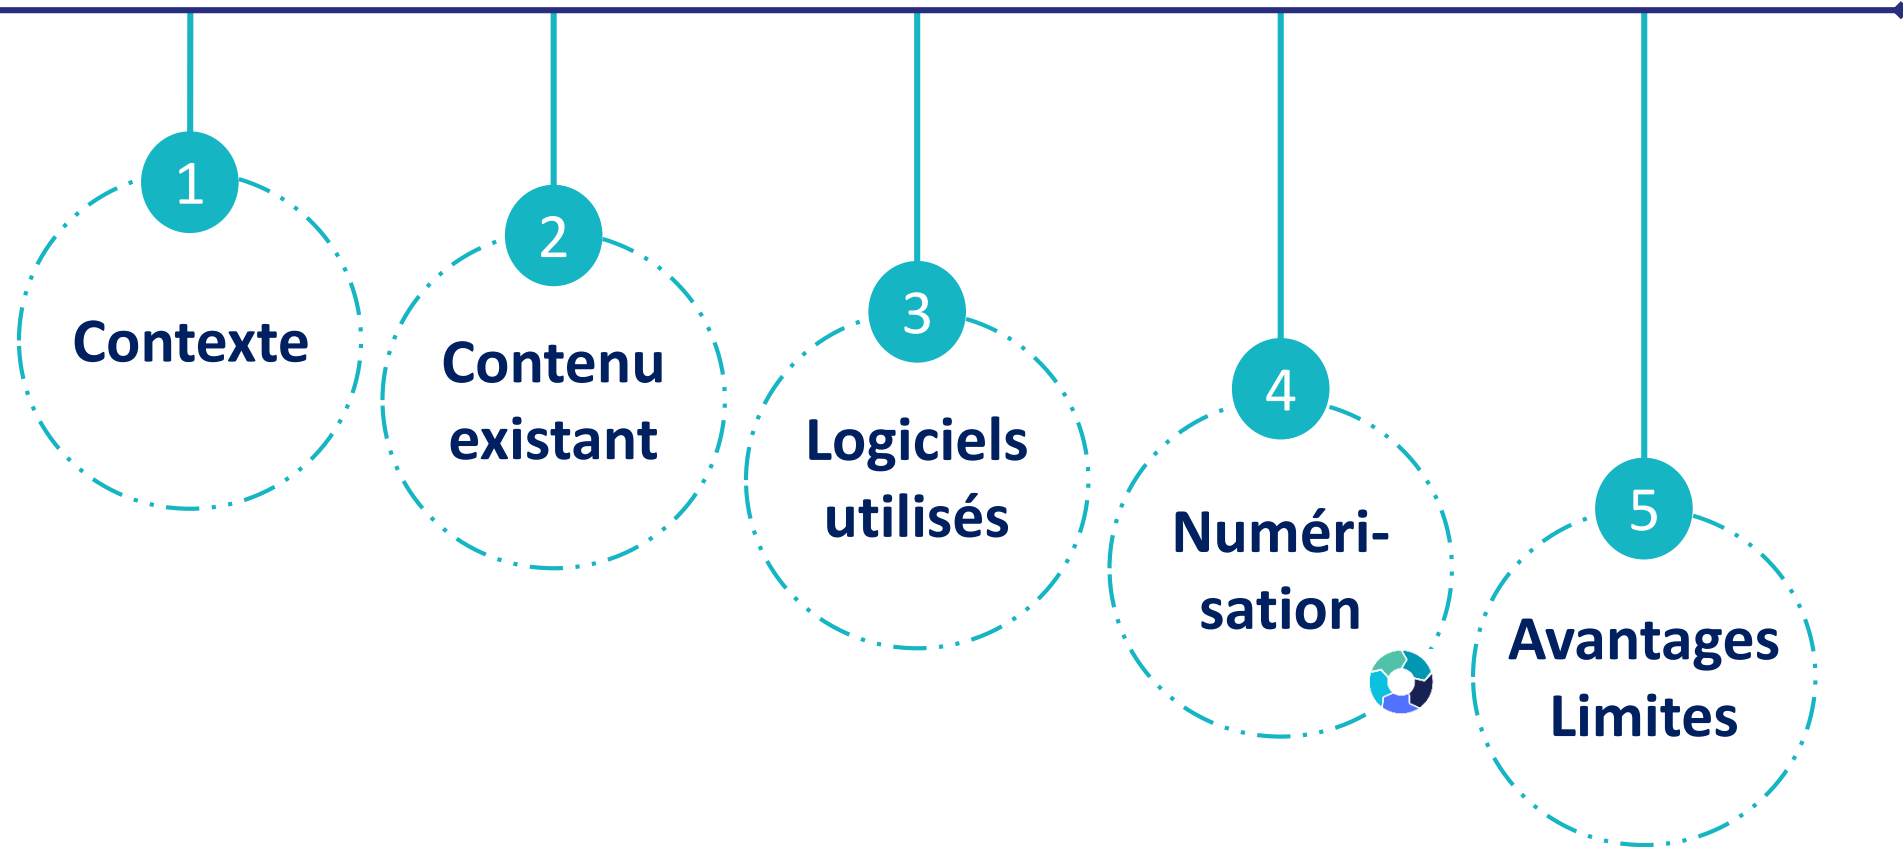 1
Contexte
2
Contenu
existant
3
Logiciels
utilisés
4
Numéri-
sation
5
Avantages
Limites